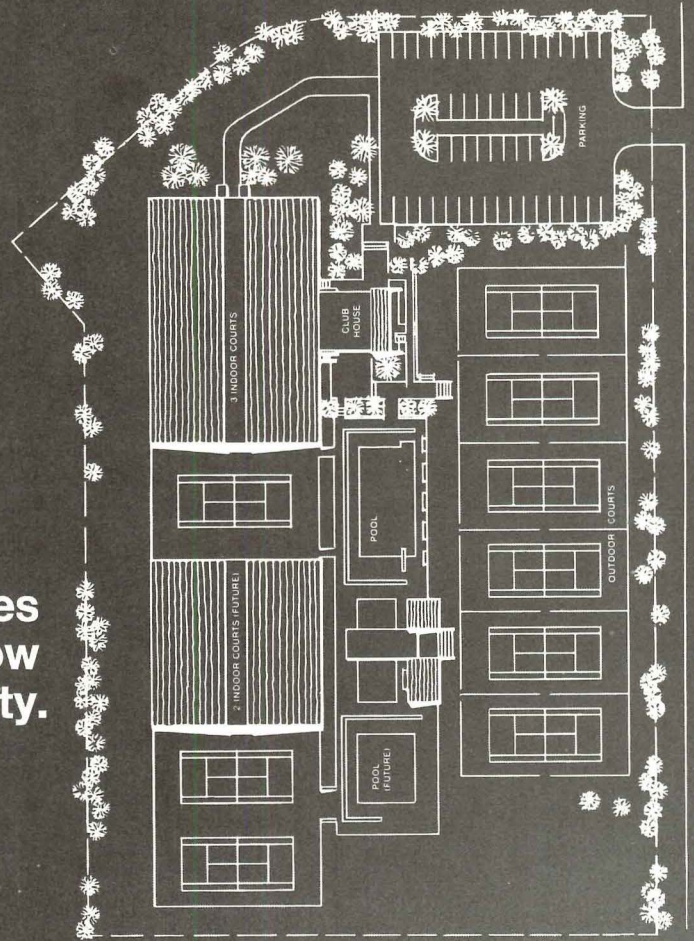 es
ow
ty.
PARKING
3 INDOOR COURTS
CLUB
HOUSE
POOL
2 INDOOR COURTS (FUTURE)
OUTDOOR COURTS
POOL
(FUTURE)